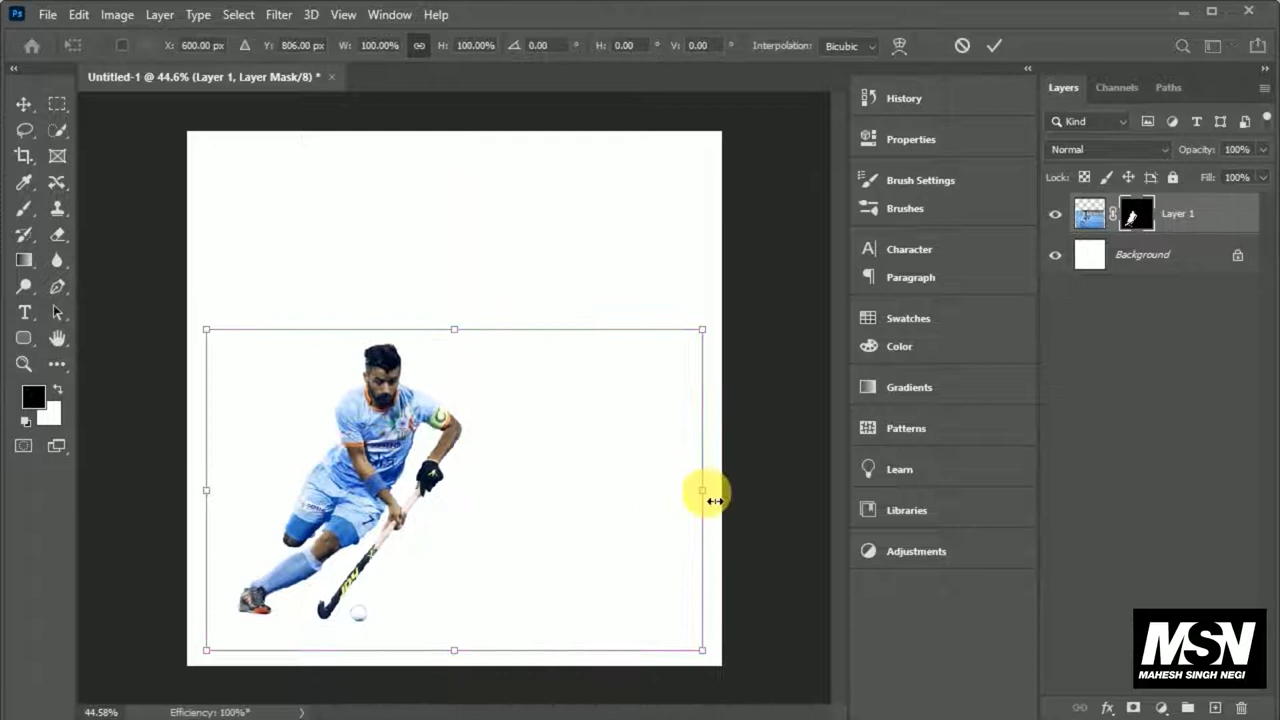 Ps File Edit Image Layer Type Select Filter 3D View Window Help
X: 600.00 px Y: 806.00 px W: 100.00% H: 100.00% 0.00 ° H: 0.00 ° V: 0.00 ° Interpolation: Bicubic
Untitled-1 @ 44.6% (Layer 1, Layer Mask/8) * ×
History
Properties
Brush Settings
Brushes
Character
Paragraph
Swatches
Color
Gradients
Patterns
Learn
Libraries
Adjustments
Layers Channels Paths
Kind
Normal Opacity: 100%
Lock: Fill: 100%
Layer 1
Background
MSN
MAHESH SINGH NEGI
44.58% Efficiency: 100%*